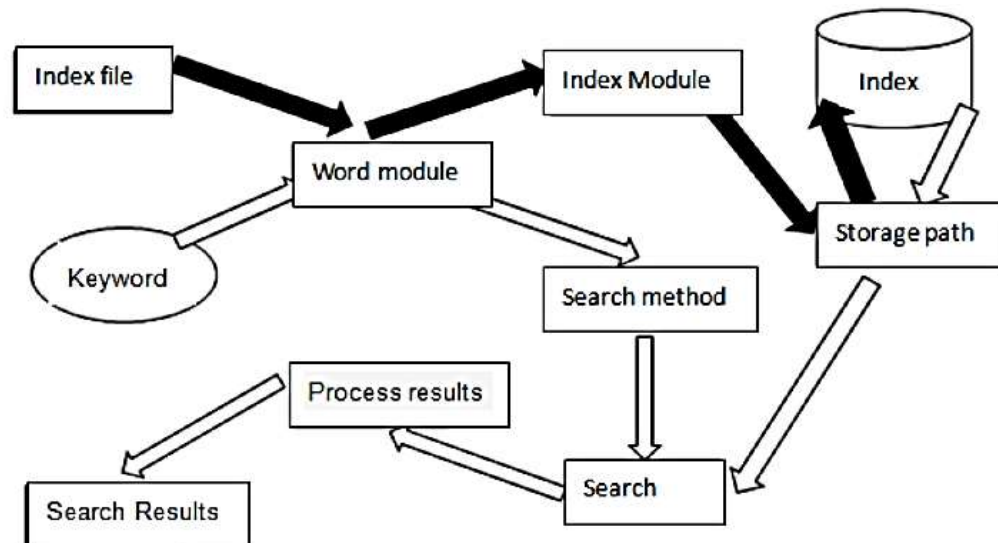 Index file
Index Module
Index
Word module
Storage path
Keyword
Search method
Process results
Search
Search Results